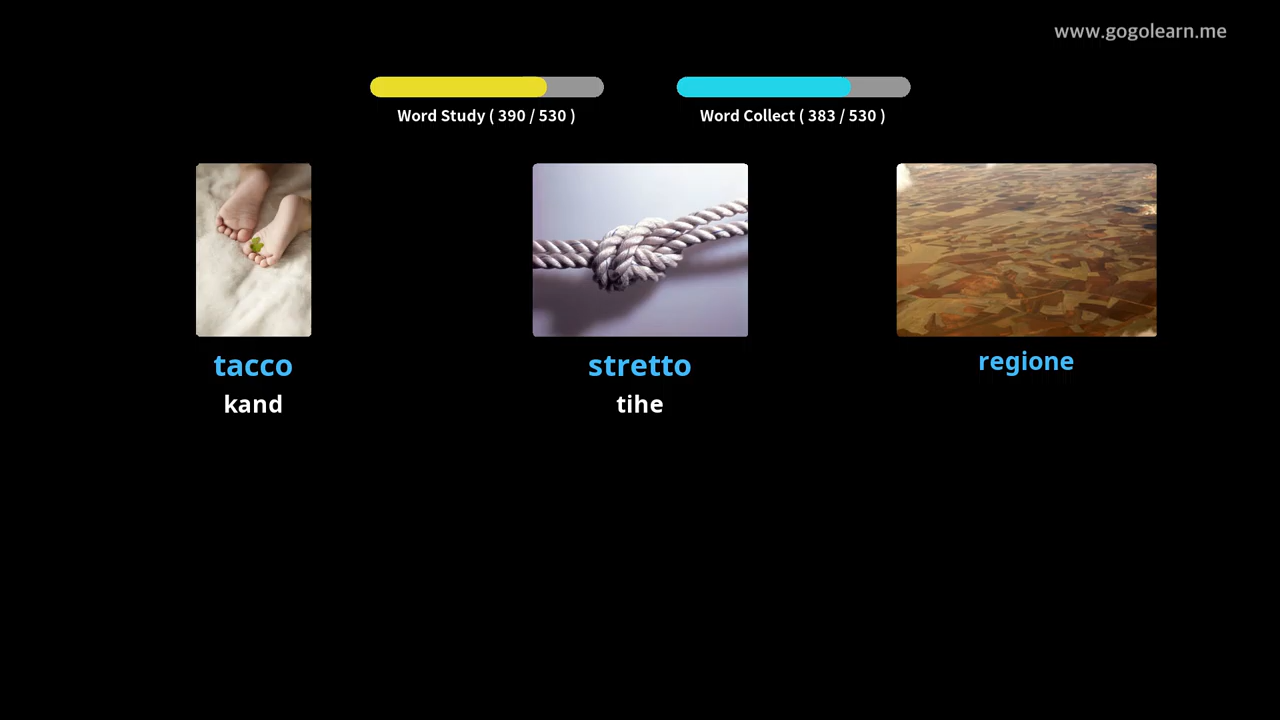 www.gogolearn.me
Word Study ( 390 / 530 )
Word Collect ( 383 / 530 )
tacco
kand
stretto
tihe
regione